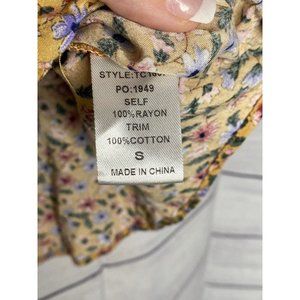 PO:1949
SELF
100%RAYON
TRIM
100%COTTON
S
MADE IN CHINA